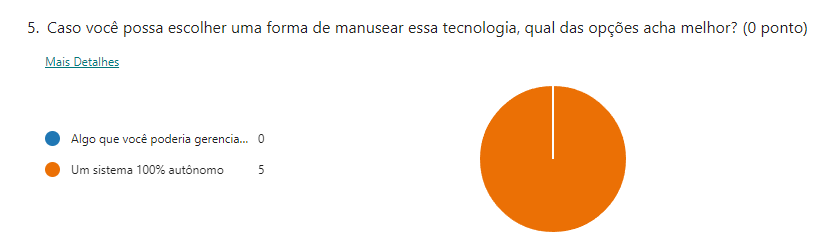 5. Caso você possa escolher uma forma de manusear essa tecnologia, qual das opções acha melhor? (0 ponto)
Mais Detalhes
Algo que você poderia gerencia... 0
Um sistema 100% autônomo 5